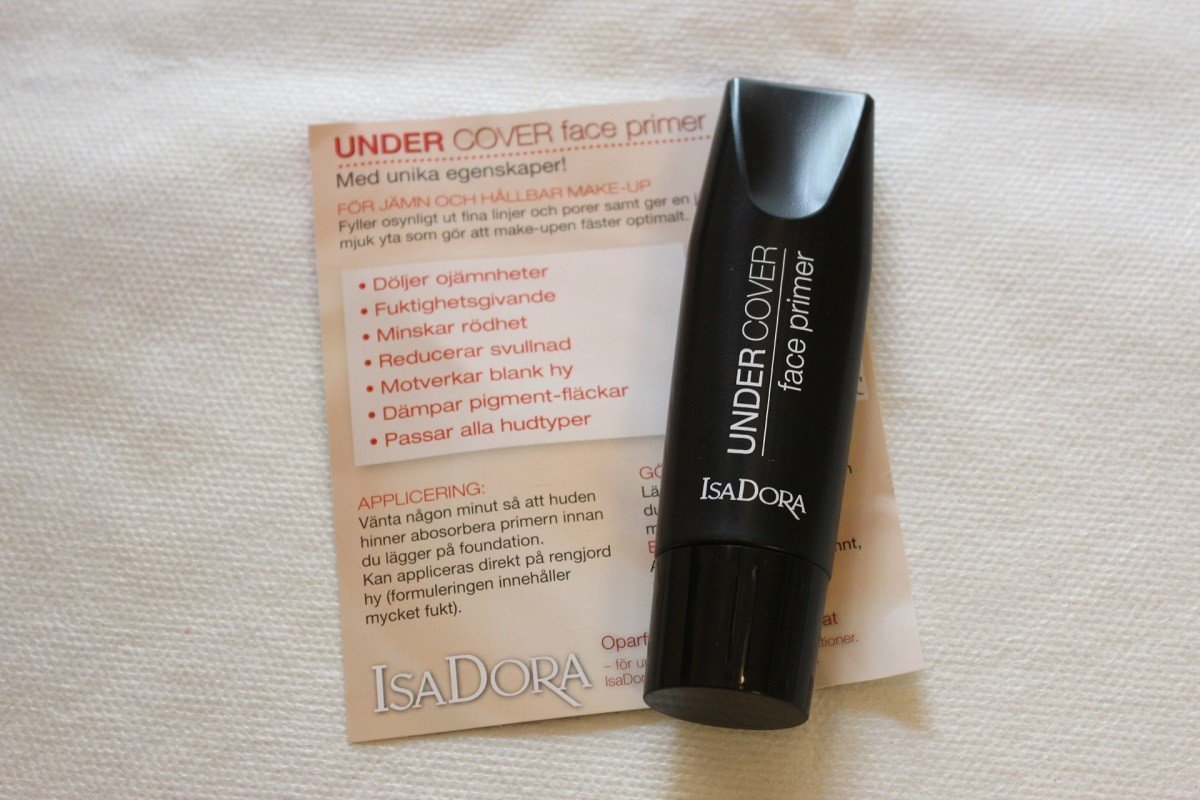 UNDER COVER face primer
Med unika egenskaper!
FÖR JÄMN OCH HÅLLBAR MAKE-UP
Fyller osynligt ut fina linjer och porer samt ger en
mjuk yta som gör att make-upen fäster optimalt.
• Döljer ojämnheter
• Fuktighetsgivande
• Minskar rödhet
• Reducerar svullnad
• Motverkar blank hy
• Dämpar pigment-fläckar
• Passar alla hudtyper
APPLICERING:
Vänta någon minut så att huden
hinner abosorbera primern innan
du lägger på foundation.
Kan appliceras direkt på rengjord
hy (formuleringen innehåller
mycket fukt).
ISADORA
– för
UNDER COVER
face primer
ISADORA